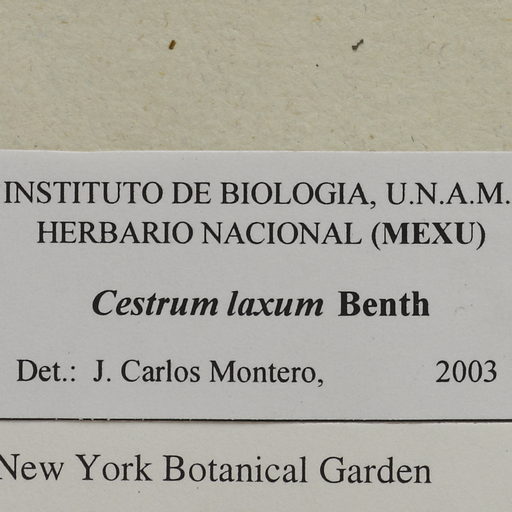 INSTITUTO DE BIOLOGIA, U.N.A.M.
HERBARIO NACIONAL (MEXU)
Cestrum laxum Benth
Det.: J. Carlos Montero, 2003
New York Botanical Garden